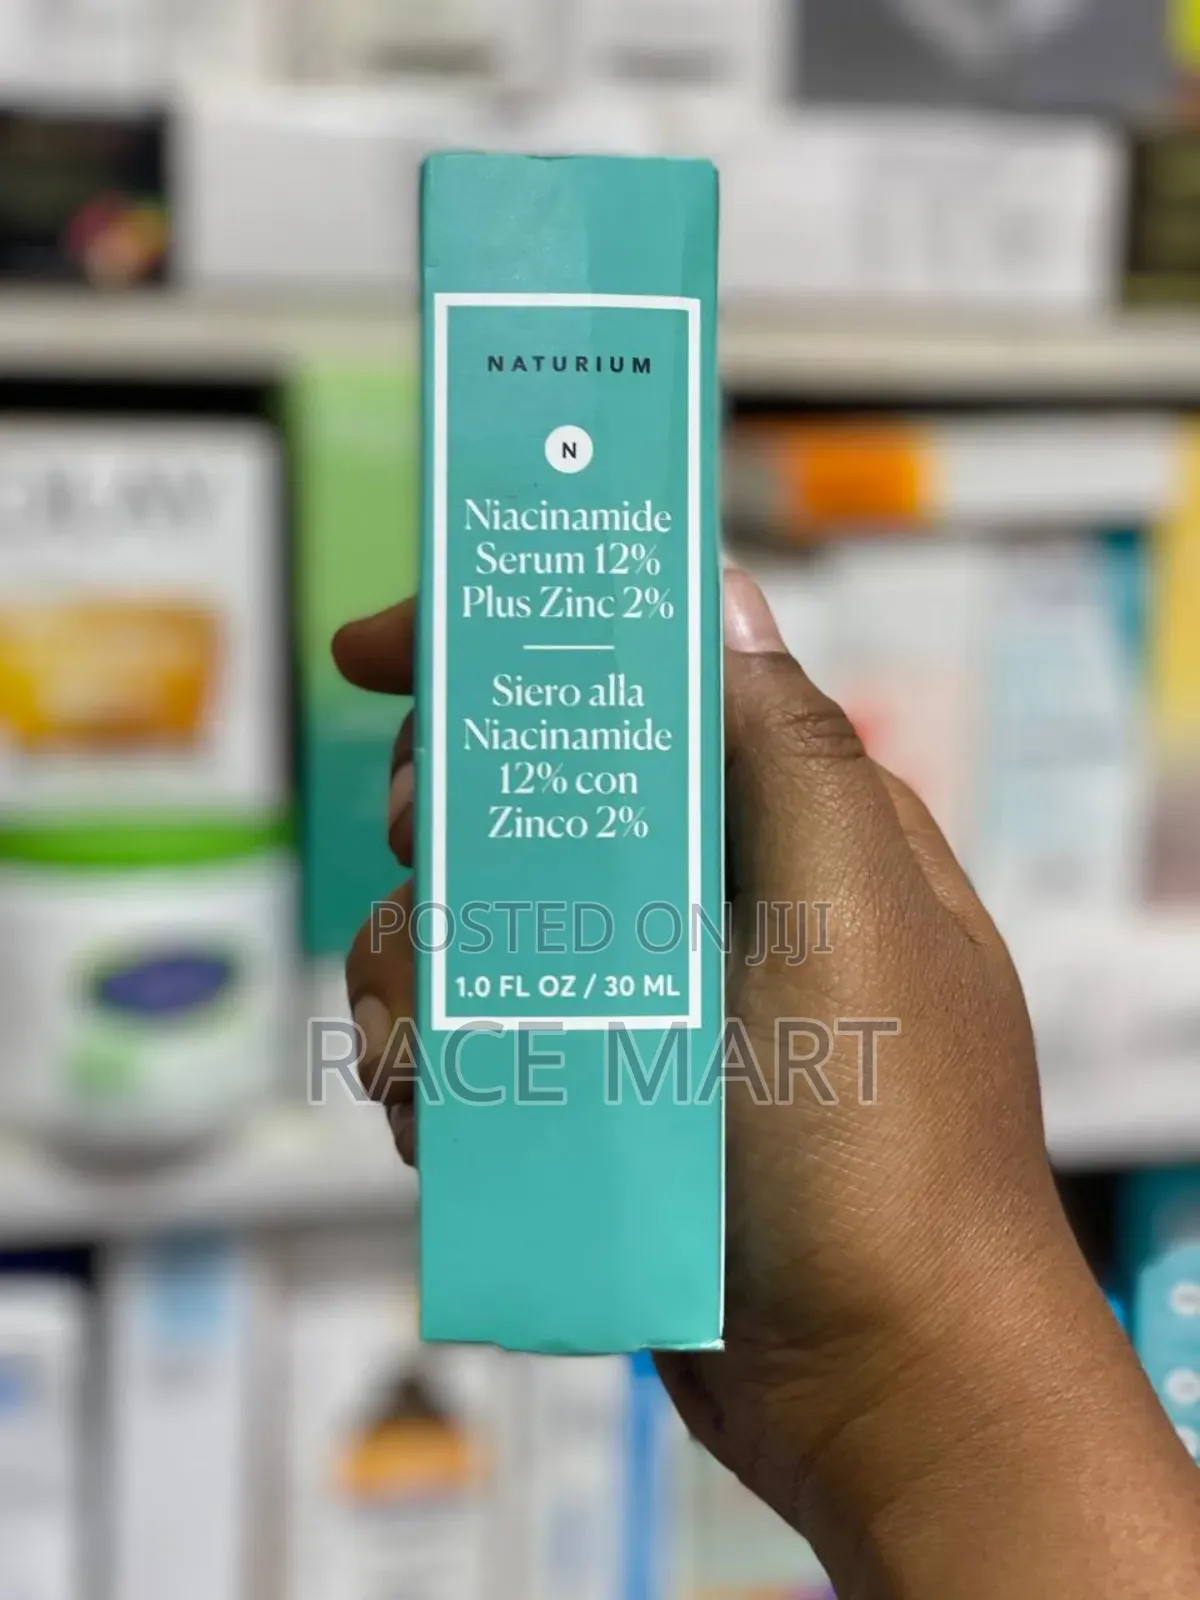 NATURIUM
N
Niacinamide
Serum 12%
Plus Zinc 2%
Siero alla
Niacinamide
12% con
Zinco 2%
POSTED ON JIJI
1.0 FL OZ / 30 ML
RACE MART